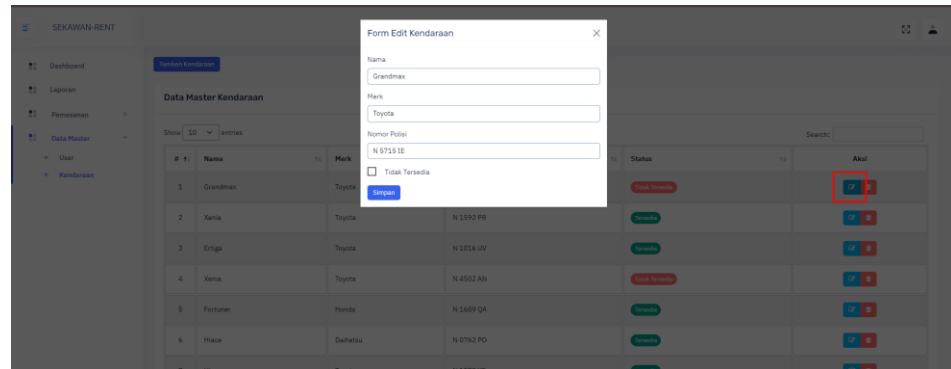 SEKAWAN-RENT
Dashboard
Laporan
Pemesanan
Data Master
User
Kendaraan
Tambah Kendaraan
Data Master Kendaraan
Show 10 entries
Search:
# Nama Merk Status Aksi
1 Grandmax Toyota Tidak Tersedia
2 Xenia Toyota N 1592 PR Tersedia
3 Ertiga Toyota N 1016 UV Tersedia
4 Xenia Toyota N 4502 AN Tidak Tersedia
5 Fortuner Honda N 1689 QA Tersedia
6 Hiace Daihatsu N 0762 PO Tersedia
Form Edit Kendaraan
Nama
Grandmax
Merk
Toyota
Nomor Polisi
N 5715 IE
Tidak Tersedia
Simpan